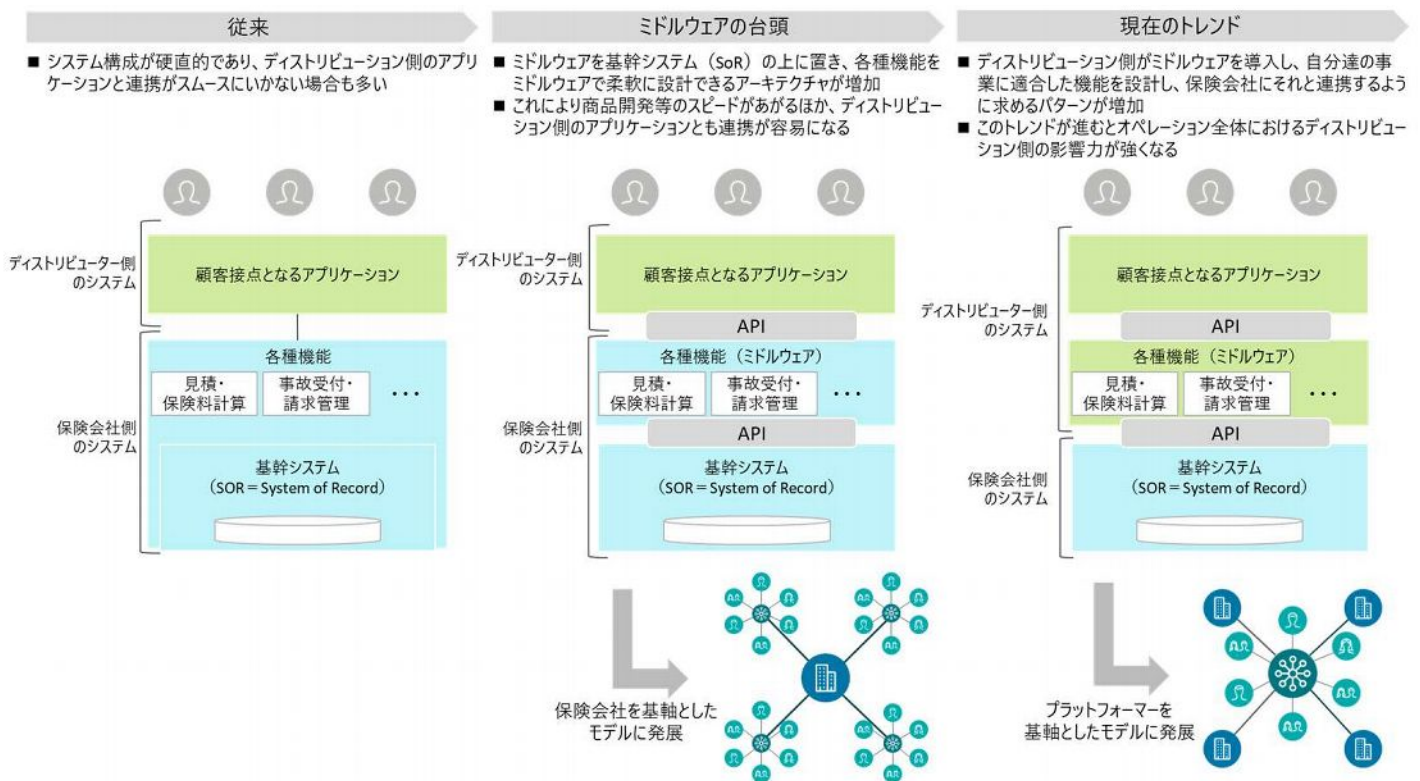 従来
■ システム構成が硬直的であり、ディストリビューション側のアプリ
ケーションと連携がスムースにいかない場合も多い
ディストリビューター側
のシステム
顧客接点となるアプリケーション
保険会社側
のシステム
各種機能
見積・
保険料計算
事故受付・
請求管理
・・・
基幹システム
(SOR = System of Record)
ミドルウェアの台頭
■ ミドルウェアを基幹システム（SoR）の上に置き、各種機能を
ミドルウェアで柔軟に設計できるアーキテクチャが増加
■ これにより商品開発等のスピードがあがるほか、ディストリビュー
ション側のアプリケーションとも連携が容易になる
ディストリビューター側
のシステム
顧客接点となるアプリケーション
API
保険会社側
のシステム
各種機能（ミドルウェア）
見積・
保険料計算
事故受付・
請求管理
・・・
API
基幹システム
(SOR = System of Record)
保険会社を基軸とした
モデルに発展
現在のトレンド
■ ディストリビューション側がミドルウェアを導入し、自分達の事
業に適合した機能を設計し、保険会社にそれと連携するよう
に求めるパターンが増加
■ このトレンドが進むとオペレーション全体におけるディストリビュー
ション側の影響力が強くなる
ディストリビューター側
のシステム
顧客接点となるアプリケーション
API
各種機能（ミドルウェア）
見積・
保険料計算
事故受付・
請求管理
・・・
API
保険会社側
のシステム
基幹システム
(SOR = System of Record)
プラットフォーマーを
基軸としたモデルに発展